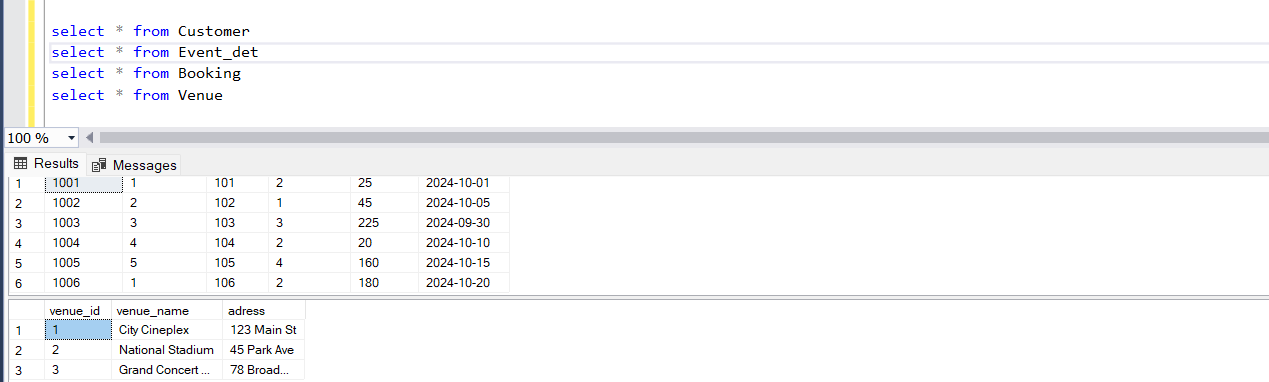 select * from Customer
select * from Event_det
select * from Booking
select * from Venue
100 %
Results Messages
1 1001 1 101 2 25 2024-10-01
2 1002 2 102 1 45 2024-10-05
3 1003 3 103 3 225 2024-09-30
4 1004 4 104 2 20 2024-10-10
5 1005 5 105 4 160 2024-10-15
6 1006 1 106 2 180 2024-10-20
venue_id venue_name adress
1 1 City Cineplex 123 Main St
2 2 National Stadium 45 Park Ave
3 3 Grand Concert ... 78 Broad...